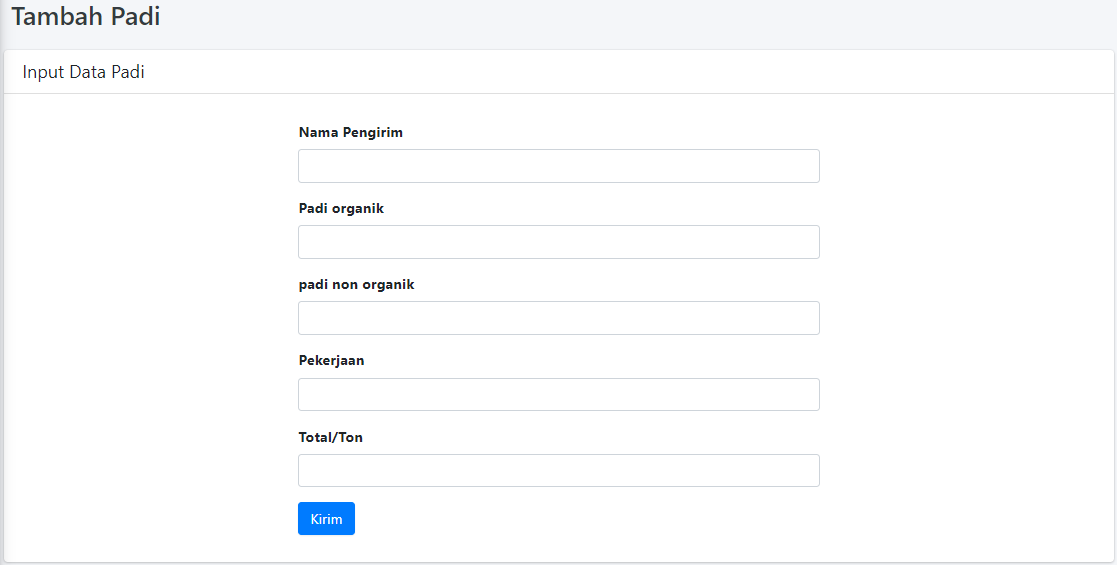 Tambah Padi
Input Data Padi
Nama Pengirim
Padi organik
padi non organik
Pekerjaan
Total/Ton
Kirim